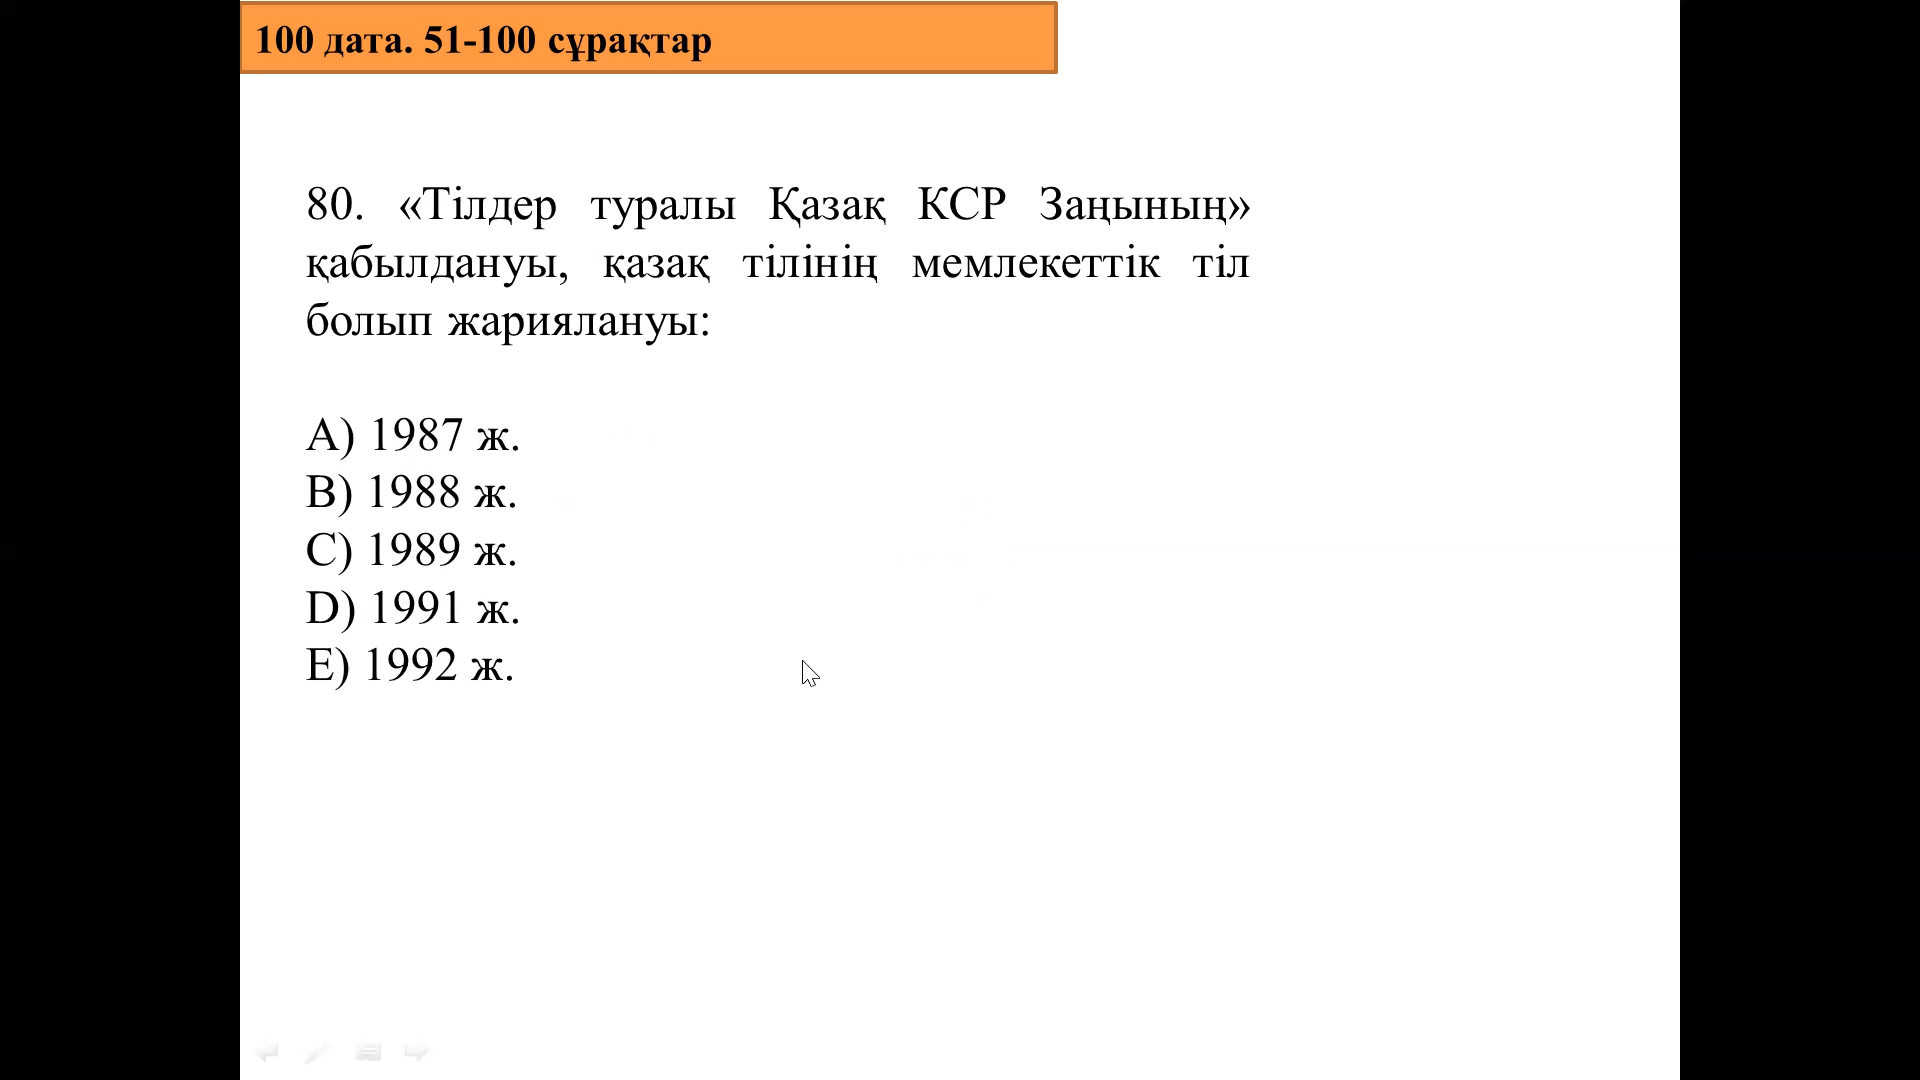 100 дата. 51-100 сұрақтар
80. «Тілдер туралы Қазақ КСР Заңының»
қабылдануы, қазақ тілінің мемлекеттік тіл
болып жариялануы:
A) 1987 ж.
B) 1988 ж.
C) 1989 ж.
D) 1991 ж.
E) 1992 ж.